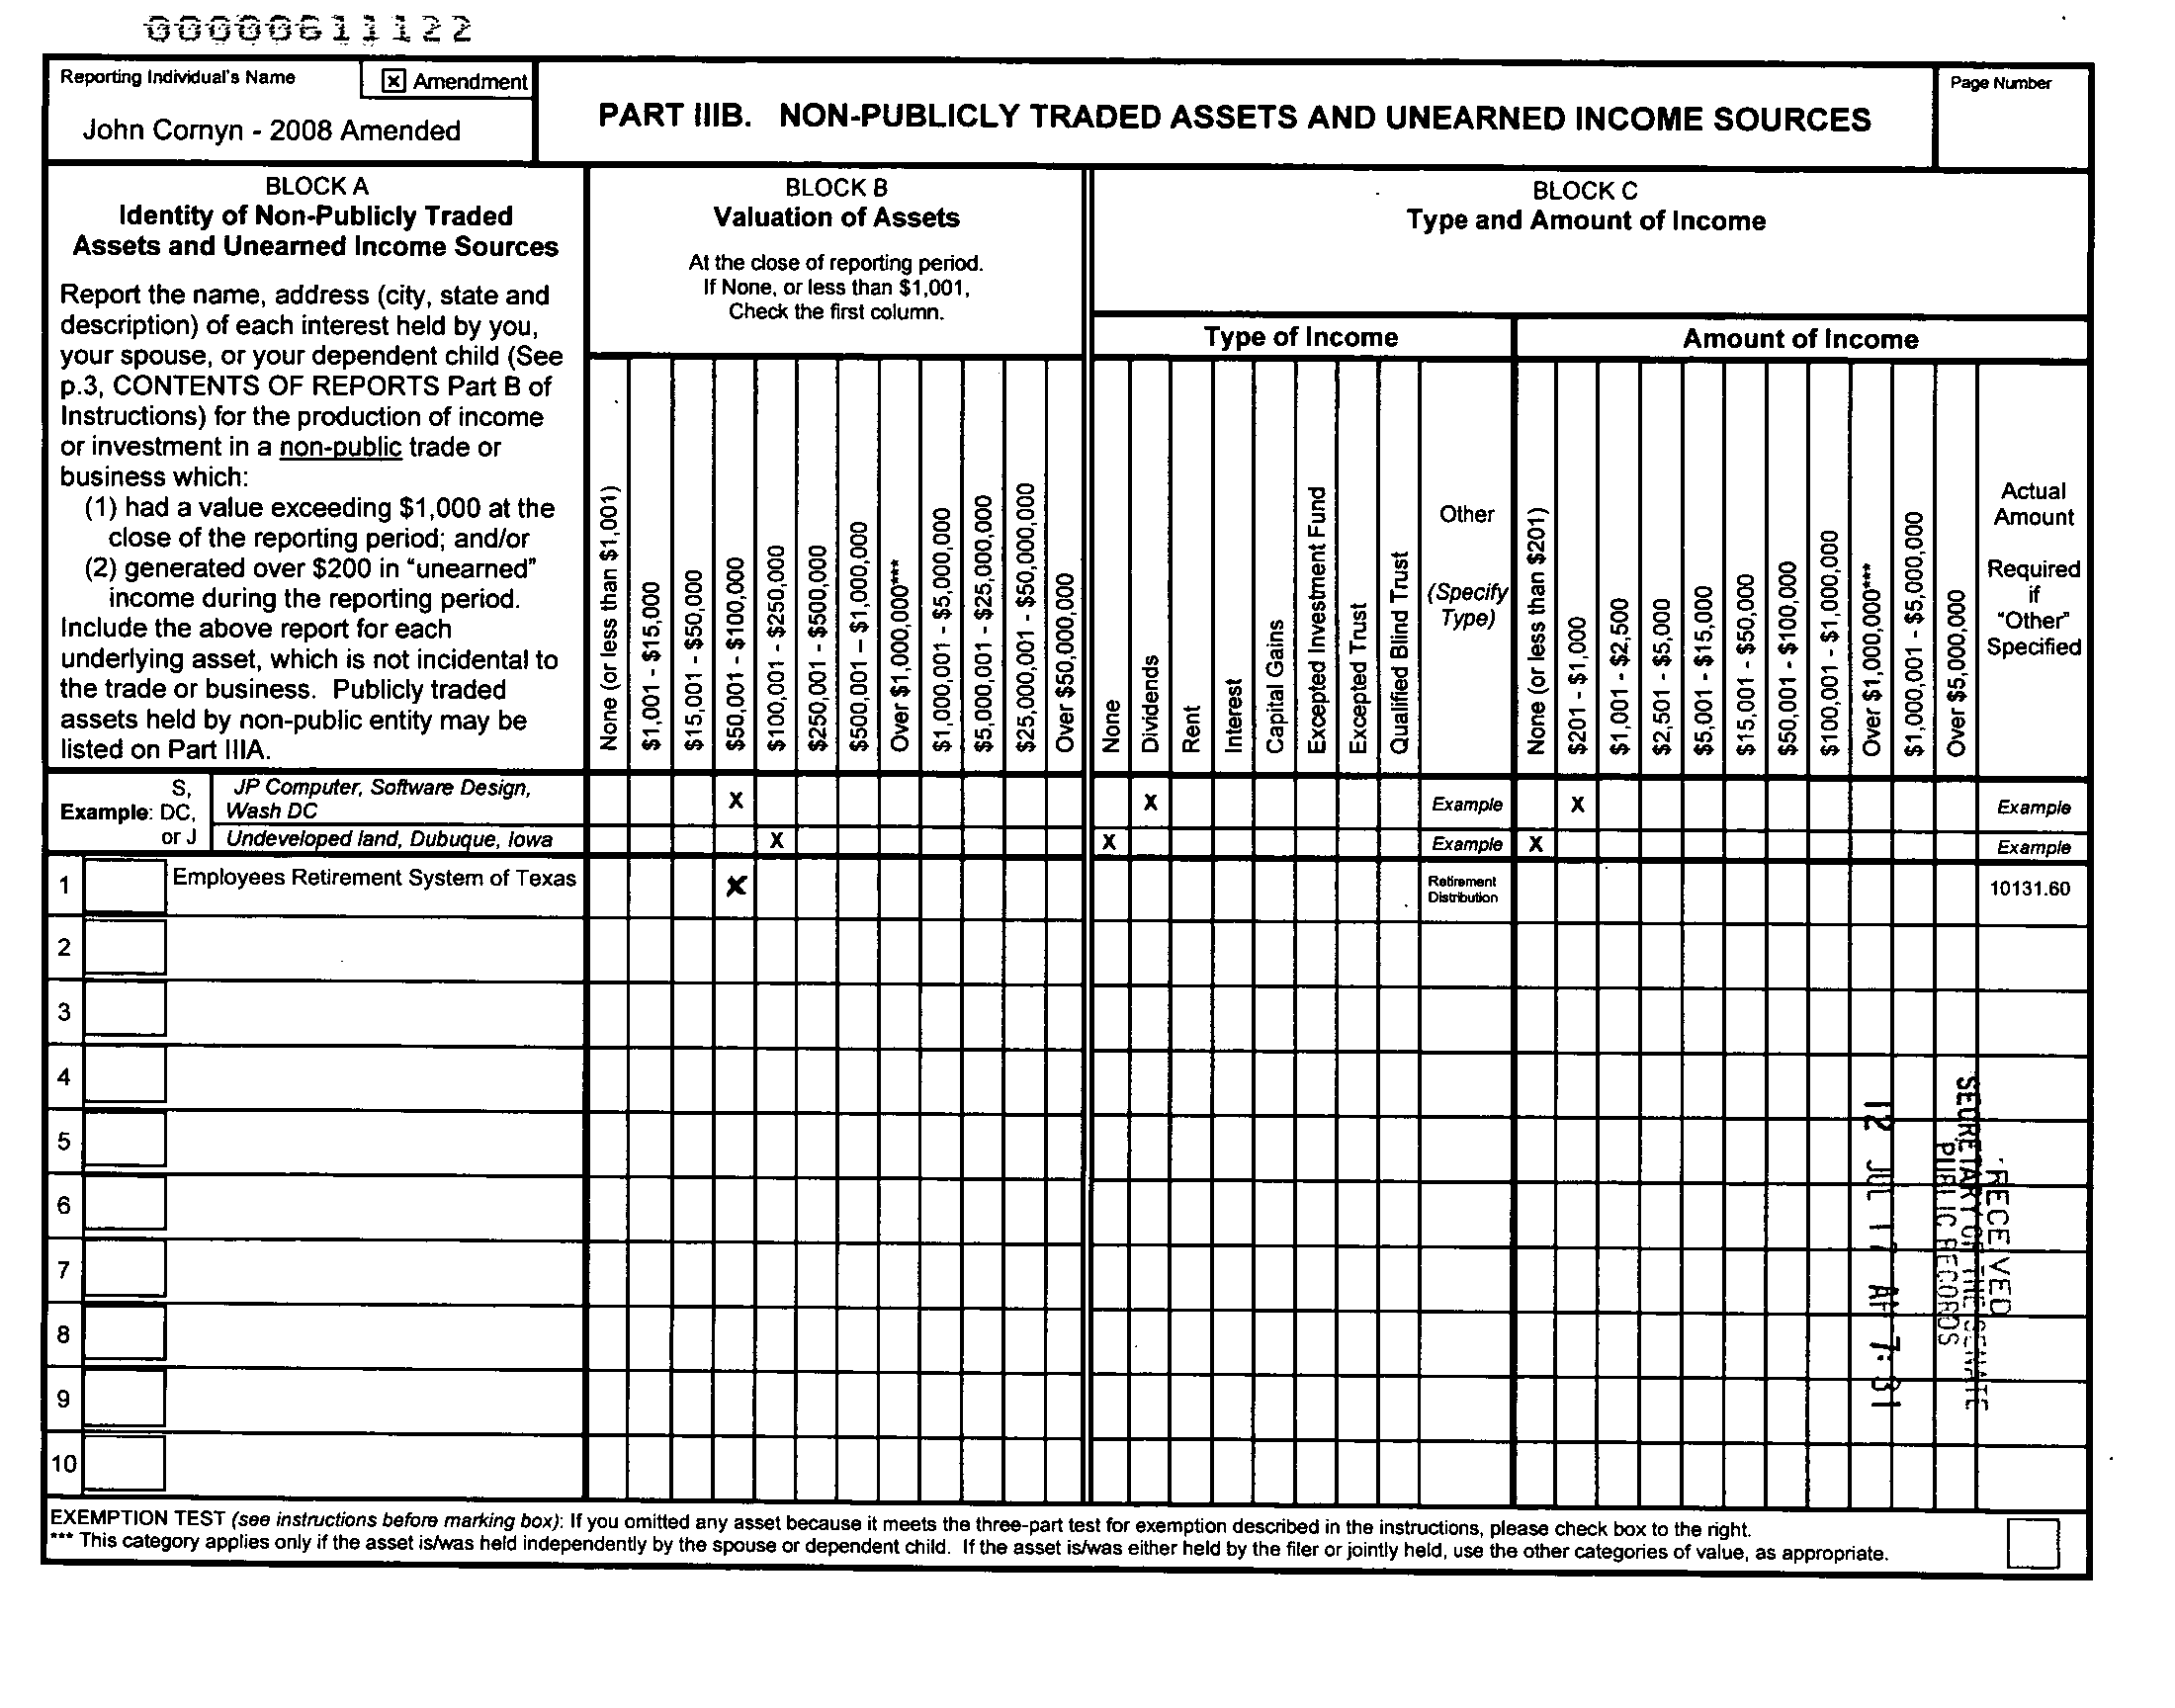 00000611122
Reporting Individual's Name
x Amendment
John Cornyn - 2008 Amended
PART IIIB. NON-PUBLICLY TRADED ASSETS AND UNEARNED INCOME SOURCES
Page Number
BLOCK A
Identity of Non-Publicly Traded
Assets and Unearned Income Sources
Report the name, address (city, state and
description) of each interest held by you,
your spouse, or your dependent child (See
p.3, CONTENTS OF REPORTS Part B of
Instructions) for the production of income
or investment in a non-public trade or
business which:
(1) had a value exceeding $1,000 at the
close of the reporting period; and/or
(2) generated over $200 in "unearned"
income during the reporting period.
Include the above report for each
underlying asset, which is not incidental to
the trade or business. Publicly traded
assets held by non-public entity may be
listed on Part IIIA.
BLOCK B
Valuation of Assets
At the close of reporting period.
If None, or less than $1,001,
Check the first column.
None (or less than $1,001)
$1,001 - $15,000
$15,001 - $50,000
$50,001 - $100,000
$100,001 - $250,000
$250,001 - $500,000
$500,001 – $1,000,000
Over $1,000,000***
$1,000,001 - $5,000,000
$5,000,001 - $25,000,000
$25,000,001 - $50,000,000
Over $50,000,000
BLOCK C
Type and Amount of Income
Type of Income
None
Dividends
Rent
Interest
Capital Gains
Excepted Investment Fund
Excepted Trust
Qualified Blind Trust
Other
(Specify
Type)
Amount of Income
None (or less than $201)
$201 - $1,000
$1,001 - $2,500
$2,501 - $5,000
$5,001 - $15,000
$15,001 - $50,000
$50,001 - $100,000
$100,001 - $1,000,000
Over $1,000,000***
$1,000,001 - $5,000,000
Over $5,000,000
Actual
Amount
Required
if
"Other"
Specified
Example: S, DC, or J
JP Computer, Software Design,
Wash DC
X X Example X Example
Undeveloped land, Dubuque, Iowa X X Example X Example
1 Employees Retirement System of Texas X Retirement
Distribution
10131.60
2
3
4
5
6
7
8
9
10
RECEIVED
SECRETARY OF THE SENATE
PUBLIC RECORDS
12 JUL 17 AM 7:31
EXEMPTION TEST (see instructions before marking box): If you omitted any asset because it meets the three-part test for exemption described in the instructions, please check box to the right.
*** This category applies only if the asset is/was held independently by the spouse or dependent child. If the asset is/was either held by the filer or jointly held, use the other categories of value, as appropriate.